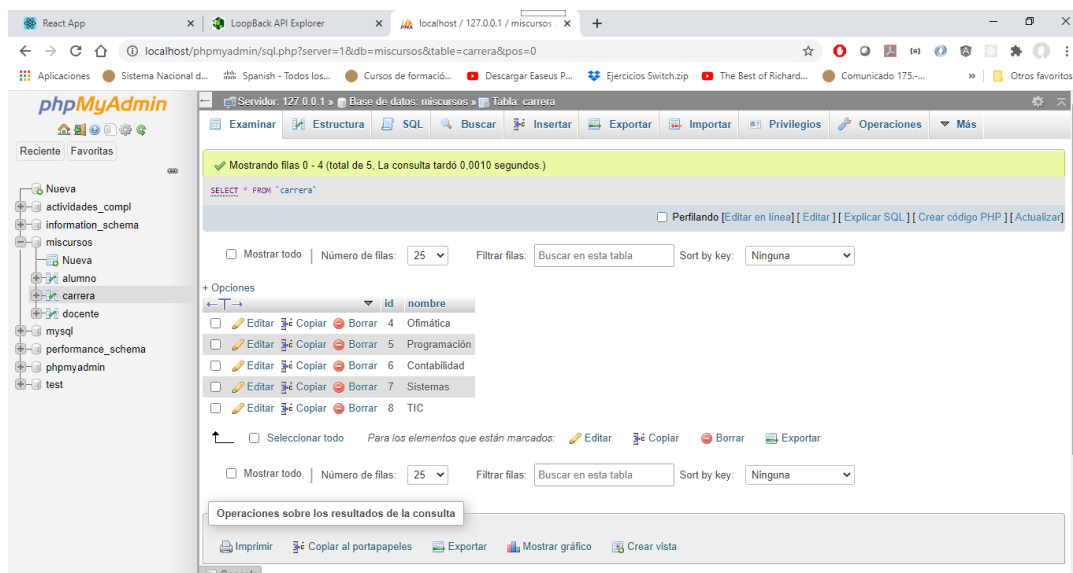 React App × LoopBack API Explorer × localhost / 127.0.0.1 / miscursos × +
localhost/phpmyadmin/sql.php?server=1&db=miscursos&table=carrera&pos=0
Aplicaciones Sistema Nacional d... Spanish - Todos los... Cursos de formació... Descargar Easeus P... Ejercicios Switch.zip The Best of Richard... Comunicado 175.-... » Otros favoritos
phpMyAdmin
Reciente Favoritas
Nueva
actividades_compl
information_schema
miscursos
Nueva
alumno
carrera
docente
mysql
performance_schema
phpmyadmin
test
Servidor: 127.0.0.1 » Base de datos: miscursos » Tabla: carrera
Examinar Estructura SQL Buscar Insertar Exportar Importar Privilegios Operaciones Más
Mostrando filas 0 - 4 (total de 5, La consulta tardó 0,0010 segundos.)
SELECT * FROM `carrera`
Perfilando [Editar en línea] [ Editar ] [ Explicar SQL ] [ Crear código PHP ] [ Actualizar]
Mostrar todo | Número de filas: 25 Filtrar filas: Buscar en esta tabla Sort by key: Ninguna
+ Opciones
←T→ id nombre
Editar Copiar Borrar 4 Ofimática
Editar Copiar Borrar 5 Programación
Editar Copiar Borrar 6 Contabilidad
Editar Copiar Borrar 7 Sistemas
Editar Copiar Borrar 8 TIC
Seleccionar todo Para los elementos que están marcados: Editar Copiar Borrar Exportar
Mostrar todo | Número de filas: 25 Filtrar filas: Buscar en esta tabla Sort by key: Ninguna
Operaciones sobre los resultados de la consulta
Imprimir Copiar al portapapeles Exportar Mostrar gráfico Crear vista
Consola